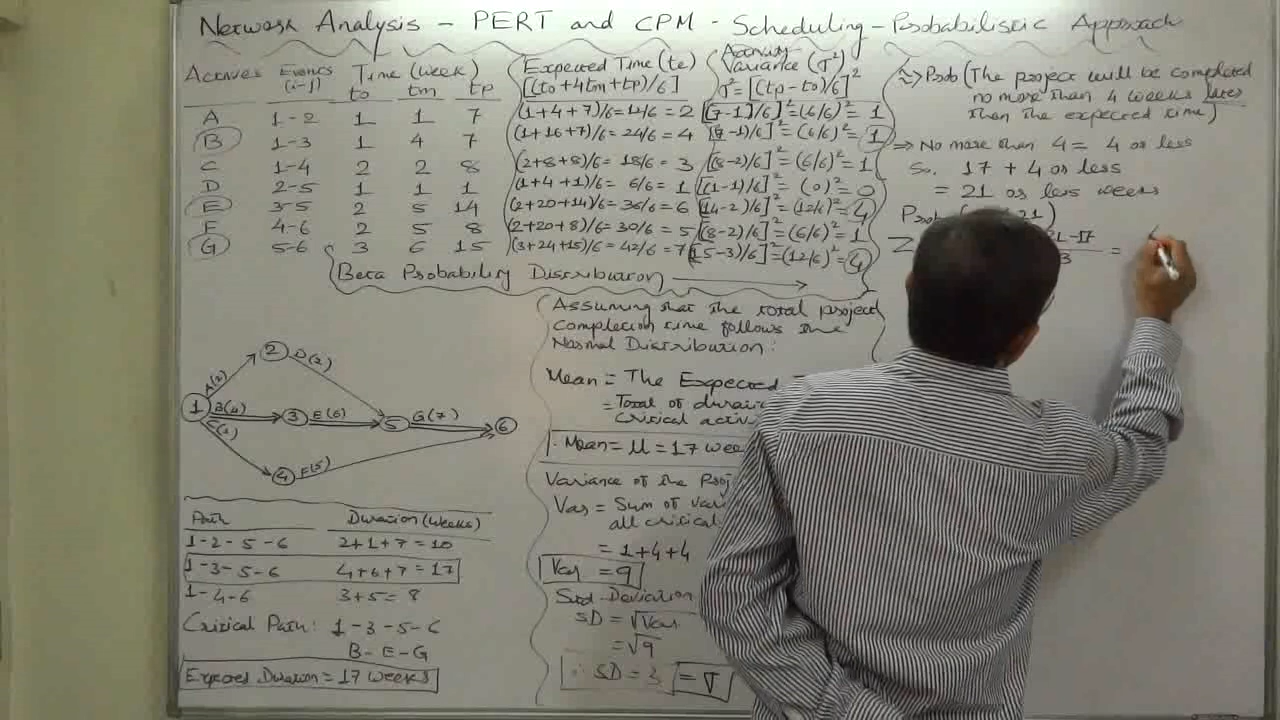 Network Analysis - PERT and CPM - Scheduling - Probabilistic Approach
Activities Events (i-j) Time (week) to tm tp
A 1-2 1 1 7
B 1-3 1 4 7
C 1-4 2 2 8
D 2-5 1 1 1
E 3-5 2 5 14
F 4-6 2 5 8
G 5-6 3 6 15
Expected Time (te)
[(to+4tm+tp)/6]
(1+4+7)/6=12/6=2
(1+16+7)/6=24/6=4
(2+8+8)/6=18/6=3
(1+4+1)/6=6/6=1
(2+20+14)/6=36/6=6
(2+20+8)/6=30/6=5
(3+24+15)/6=42/6=7
Activity
Variance (σ²)
σ²=[(tp-to)/6]²
[(7-1)/6]²=(6/6)²=1
[(7-1)/6]²=(6/6)²=1
[(8-2)/6]²=(6/6)²=1
[(1-1)/6]²=(0)²=0
[(14-2)/6]²=(12/6)²=4
[(8-2)/6]²=(6/6)²=1
[(15-3)/6]²=(12/6)²=4
Beta Probability Distribution
1 2 3 4 5 6
A(2) B(4) D(2) E(6) F(5) G(7)
Path Duration (Weeks)
1-2-5-6 2+1+7=10
1-3-5-6 4+6+7=17
1-4-6 3+5=8
Critical Path: 1-3-5-6
B-E-G
Expected Duration = 17 weeks
Assuming that the total project
Completion time follows the
Normal Distribution:
Mean = The Expected
= Total of
Critical
∴ Mean = μ = 17
Variance of the
Var = Sum of
all critical
= 1+4+4
Var = 9
Std-Deviation
SD = √Var
= √9
∴ SD = 3 = σ
Prob (The project will be completed
no more than 4 weeks later
than the expected time)
⇒ No more than 4 = 4 or less
So, 17 + 4 or less
= 21 or less weeks
21)
Z
21-17
3 =